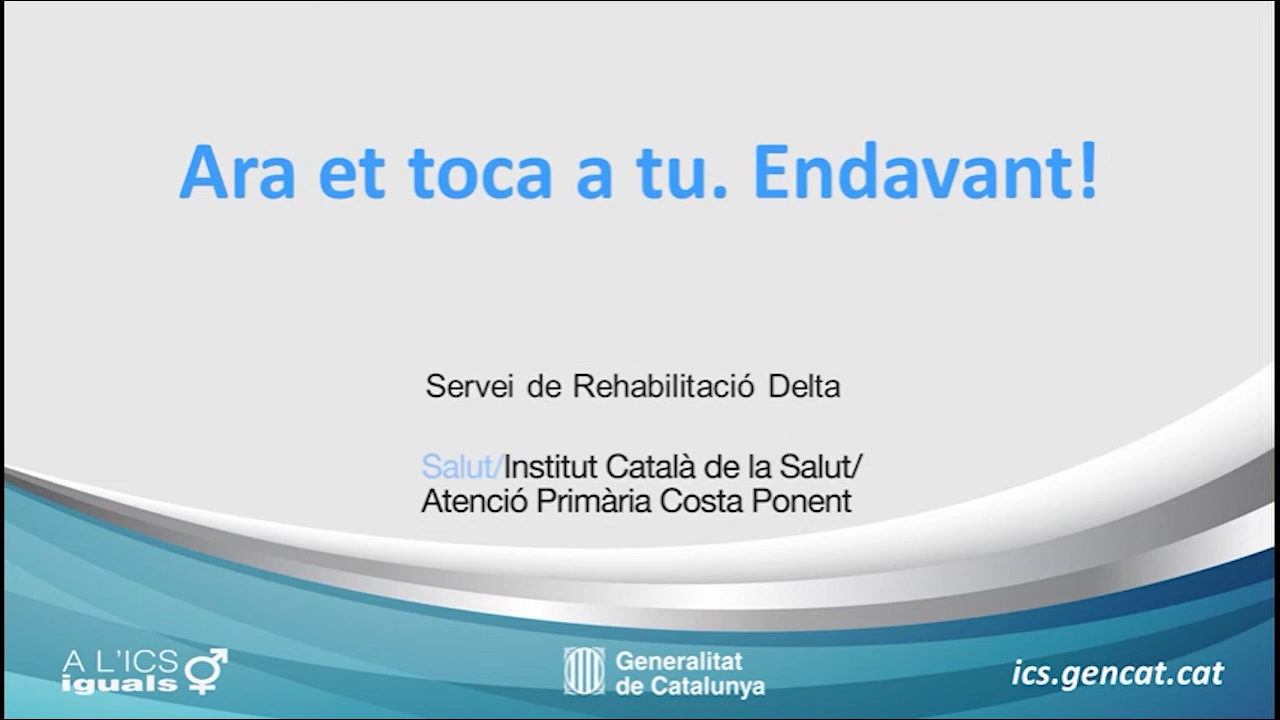 Ara et toca a tu. Endavant!
Servei de Rehabilitació Delta
Salut/Institut Català de la Salut/
Atenció Primària Costa Ponent
A L'ICS
iguals
Generalitat
de Catalunya
ics.gencat.cat